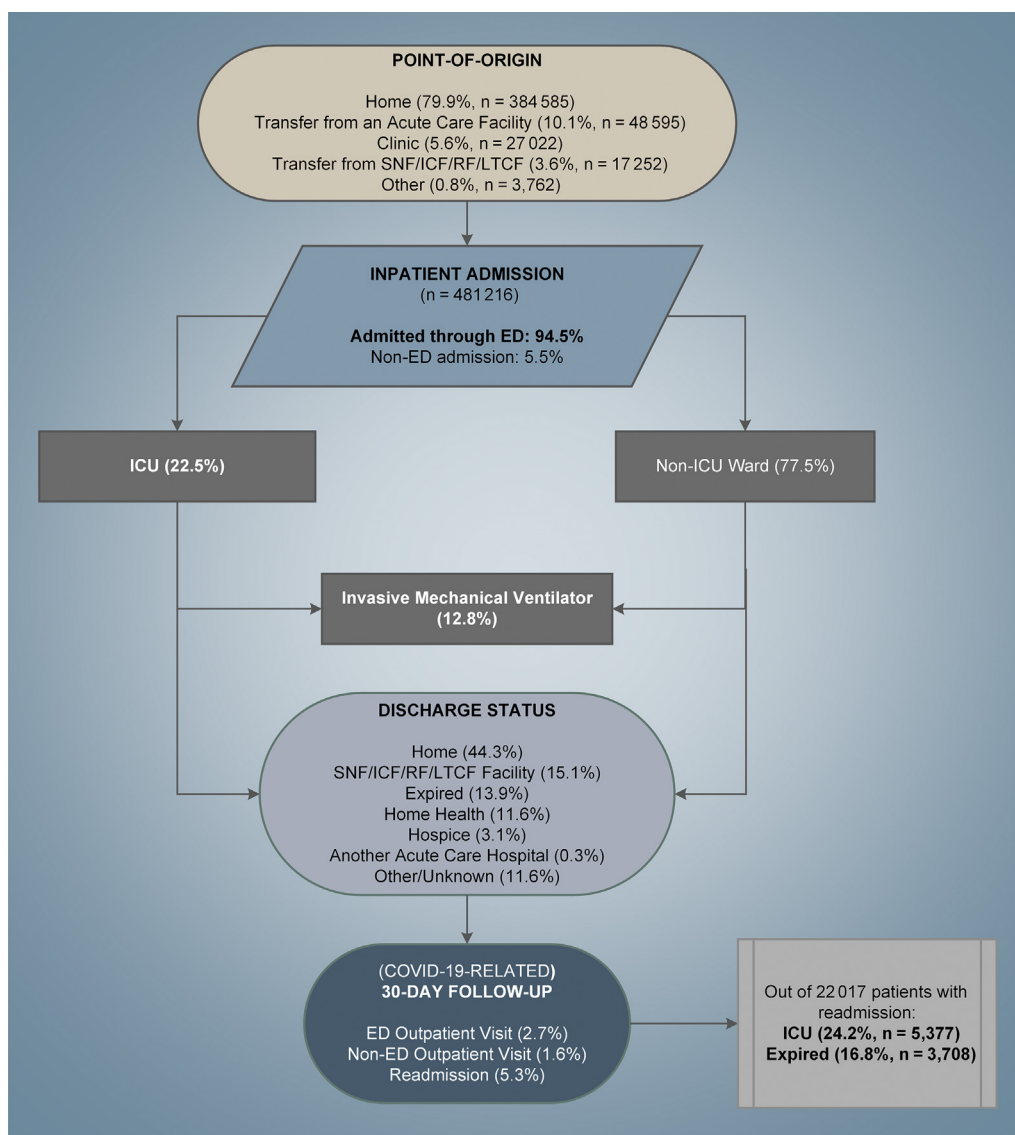 POINT-OF-ORIGIN
Home (79.9%, n = 384 585)
Transfer from an Acute Care Facility (10.1%, n = 48 595)
Clinic (5.6%, n = 27 022)
Transfer from SNF/ICF/RF/LTCF (3.6%, n = 17 252)
Other (0.8%, n = 3,762)
INPATIENT ADMISSION
(n = 481 216)
Admitted through ED: 94.5%
Non-ED admission: 5.5%
ICU (22.5%)
Non-ICU Ward (77.5%)
Invasive Mechanical Ventilator
(12.8%)
DISCHARGE STATUS
Home (44.3%)
SNF/ICF/RF/LTCF Facility (15.1%)
Expired (13.9%)
Home Health (11.6%)
Hospice (3.1%)
Another Acute Care Hospital (0.3%)
Other/Unknown (11.6%)
(COVID-19-RELATED)
30-DAY FOLLOW-UP
ED Outpatient Visit (2.7%)
Non-ED Outpatient Visit (1.6%)
Readmission (5.3%)
Out of 22 017 patients with
readmission:
ICU (24.2%, n = 5,377)
Expired (16.8%, n = 3,708)